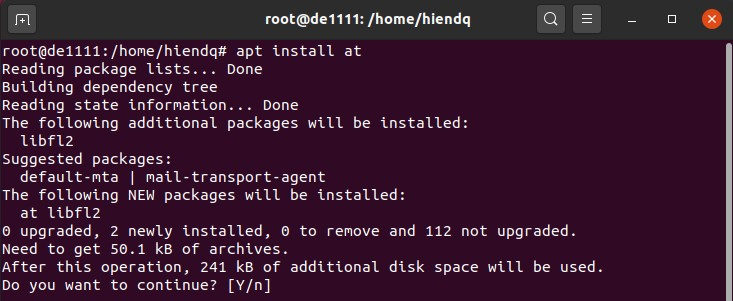 root@de1111: /home/hiendq
root@de1111:/home/hiendq# apt install at
Reading package lists... Done
Building dependency tree
Reading state information... Done
The following additional packages will be installed:
  libfl2
Suggested packages:
  default-mta | mail-transport-agent
The following NEW packages will be installed:
  at libfl2
0 upgraded, 2 newly installed, 0 to remove and 112 not upgraded.
Need to get 50.1 kB of archives.
After this operation, 241 kB of additional disk space will be used.
Do you want to continue? [Y/n]